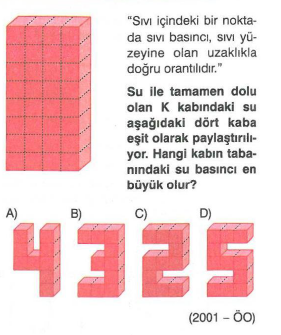 “Sıvı içindeki bir nokta-
da sıvı basıncı, sıvı yü-
zeyine olan uzaklıkla
doğru orantılıdır.”
Su ile tamamen dolu
olan K kabındaki su
aşağıdaki dört kaba
eşit olarak paylaştırılı-
yor. Hangi kabın taba-
nındaki su basıncı en
büyük olur?
A) B) C) D)
(2001 – ÖO)